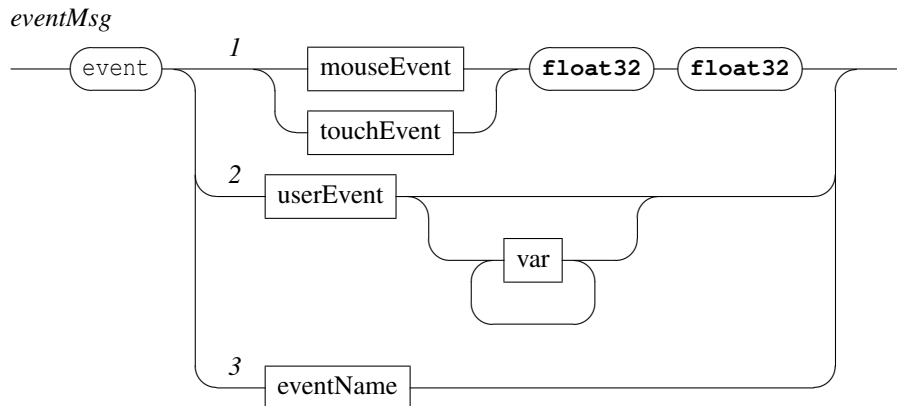 eventMsg
1
event mouseEvent float32 float32
touchEvent
2
userEvent
var
3
eventName